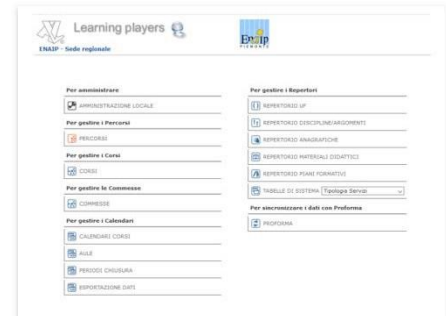 Learning players
Enaip
PIEMONTE
ENAIP - Sede regionale
Per amministrare
AMMINISTRAZIONE LOCALE
Per gestire i Percorsi
PERCORSI
Per gestire i Corsi
CORSI
Per gestire le Commesse
COMMESSE
Per gestire i Calendari
CALENDARI CORSI
AULE
PERIODI CHIUSURA
ESPORTAZIONE DATI
Per gestire i Repertori
REPERTORIO UF
REPERTORIO DISCIPLINE/ARGOMENTI
REPERTORIO ANAGRAFICHE
REPERTORIO MATERIALI DIDATTICI
REPERTORIO PIANI FORMATIVI
TABELLE DI SISTEMA Tipologia Servizi
Per sincronizzare i dati con Proforma
PROFORMA